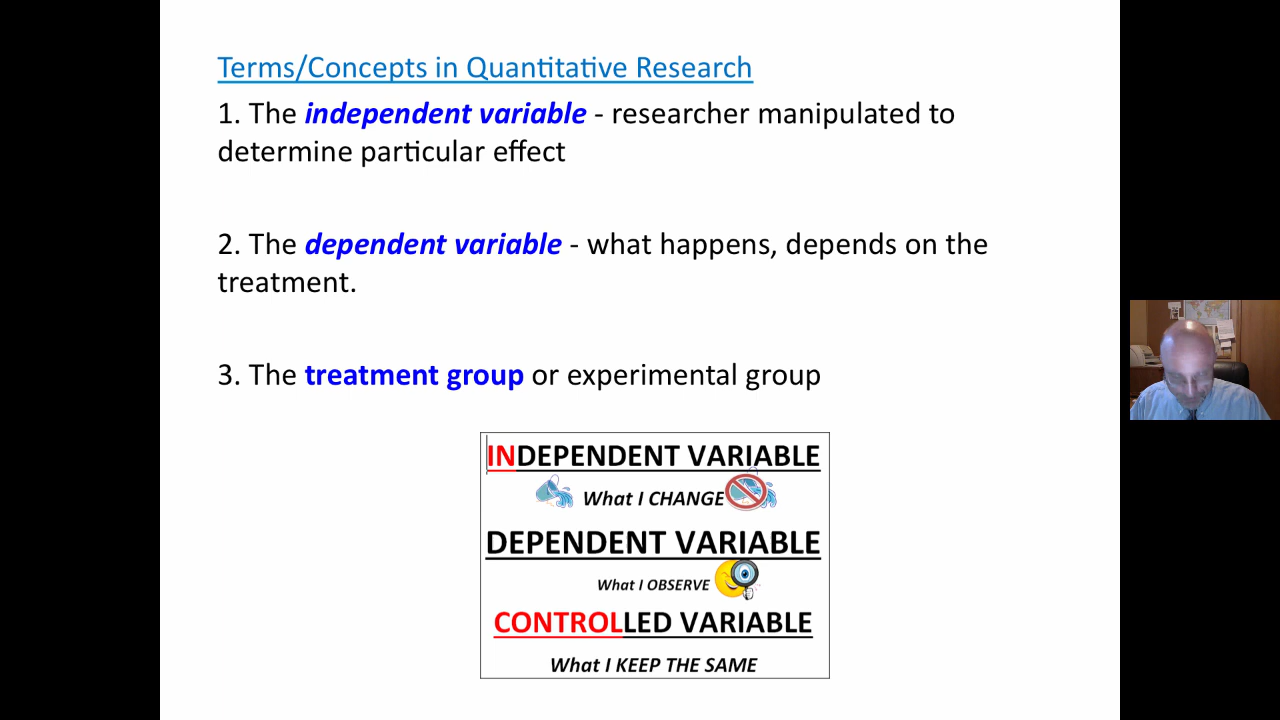 Terms/Concepts in Quantitative Research
1. The independent variable - researcher manipulated to
determine particular effect
2. The dependent variable - what happens, depends on the
treatment.
3. The treatment group or experimental group
INDEPENDENT VARIABLE
What I CHANGE
DEPENDENT VARIABLE
What I OBSERVE
CONTROLLED VARIABLE
What I KEEP THE SAME